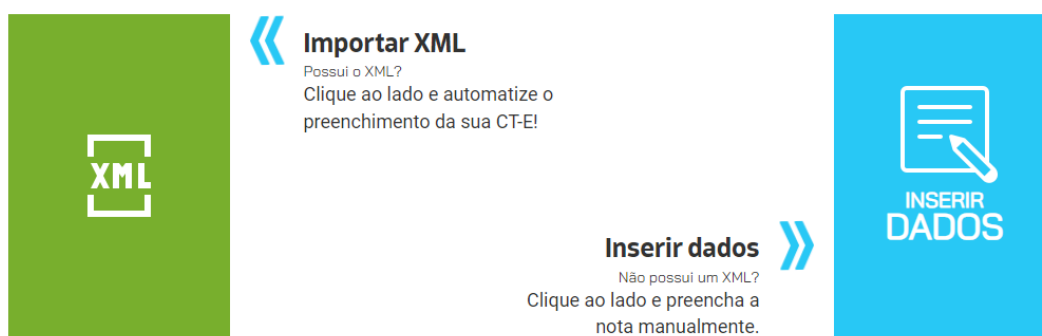 XML
Importar XML
Possui o XML?
Clique ao lado e automatize o
preenchimento da sua CT-E!
Inserir dados
Não possui um XML?
Clique ao lado e preencha a
nota manualmente.
INSERIR
DADOS